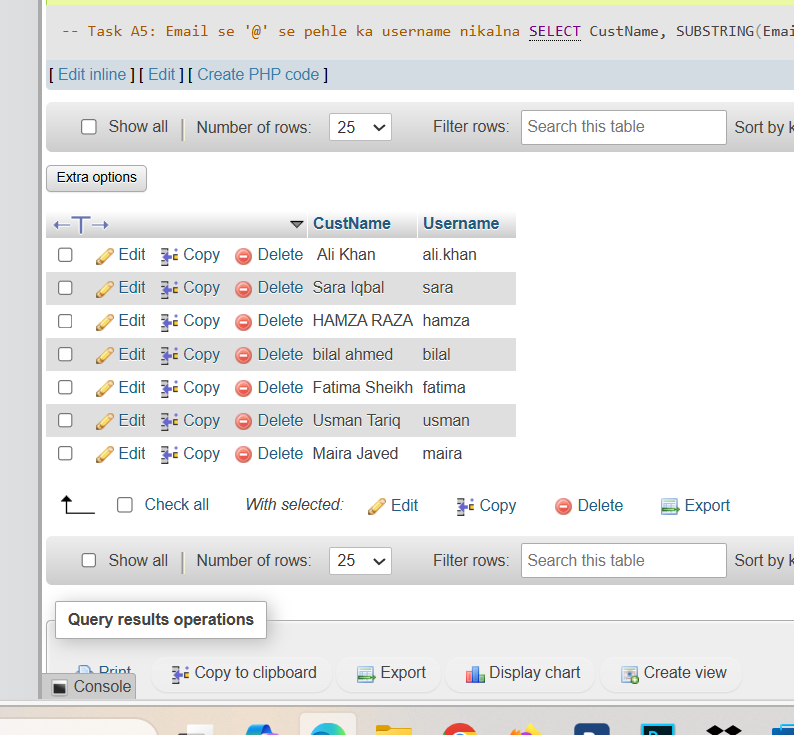 -- Task A5: Email se '@' se pehle ka username nikalna SELECT CustName, SUBSTRING(Emai
[ Edit inline ] [ Edit ] [ Create PHP code ]
Show all | Number of rows: 25 Filter rows: Search this table Sort by k
Extra options
←T→ CustName Username
Edit Copy Delete Ali Khan ali.khan
Edit Copy Delete Sara Iqbal sara
Edit Copy Delete HAMZA RAZA hamza
Edit Copy Delete bilal ahmed bilal
Edit Copy Delete Fatima Sheikh fatima
Edit Copy Delete Usman Tariq usman
Edit Copy Delete Maira Javed maira
Check all With selected: Edit Copy Delete Export
Show all | Number of rows: 25 Filter rows: Search this table Sort by k
Query results operations
Print Copy to clipboard Export Display chart Create view
Console